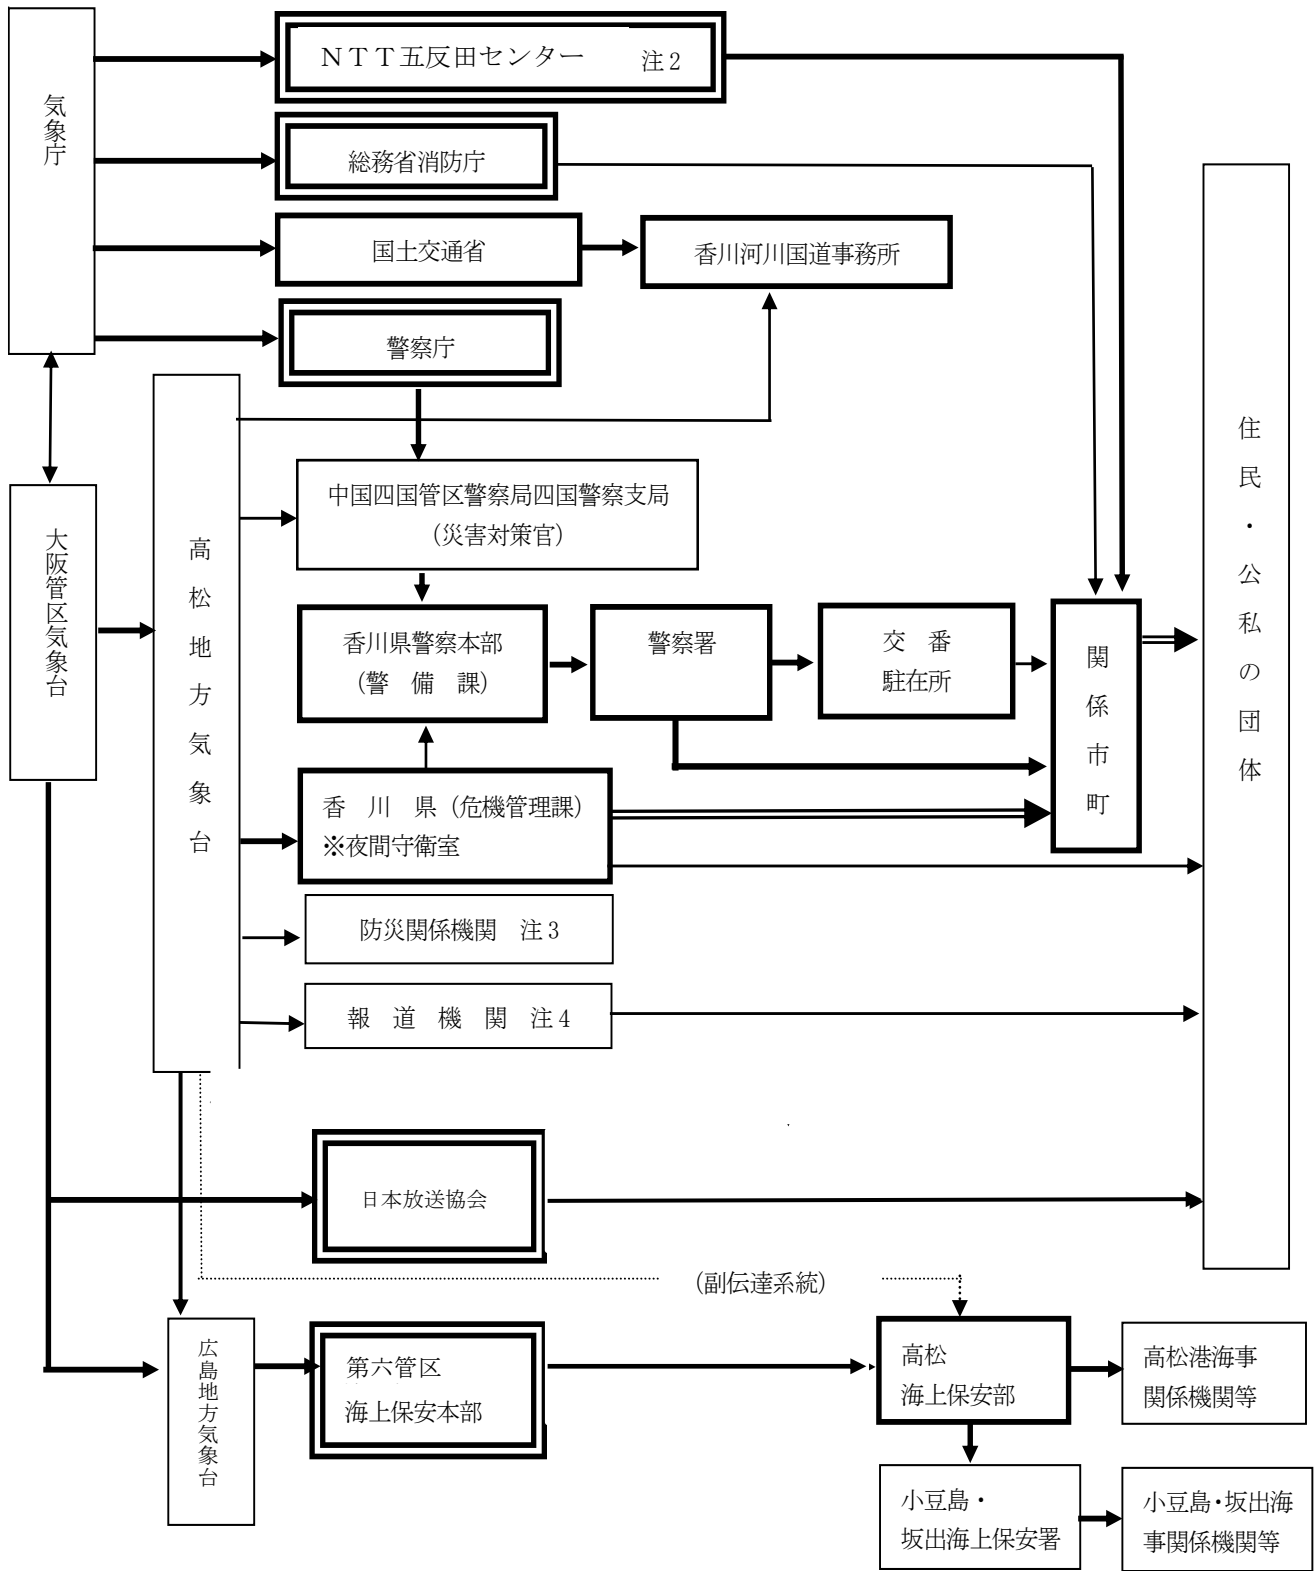 気象庁
NTT五反田センター　注2
総務省消防庁
国土交通省
香川河川国道事務所
警察庁
大阪管区気象台
高松地方気象台
中国四国管区警察局四国警察支局
(災害対策官)
香川県警察本部
(警　備　課)
警察署
交　番
駐在所
関係市町
住民・公私の団体
香　川　県　(危機管理課)
※夜間守衛室
防災関係機関　注3
報　道　機　関　注4
日本放送協会
(副伝達系統)
広島地方気象台
第六管区
海上保安本部
高松
海上保安部
高松港海事
関係機関等
小豆島・
坂出海上保安署
小豆島・坂出海
事関係機関等